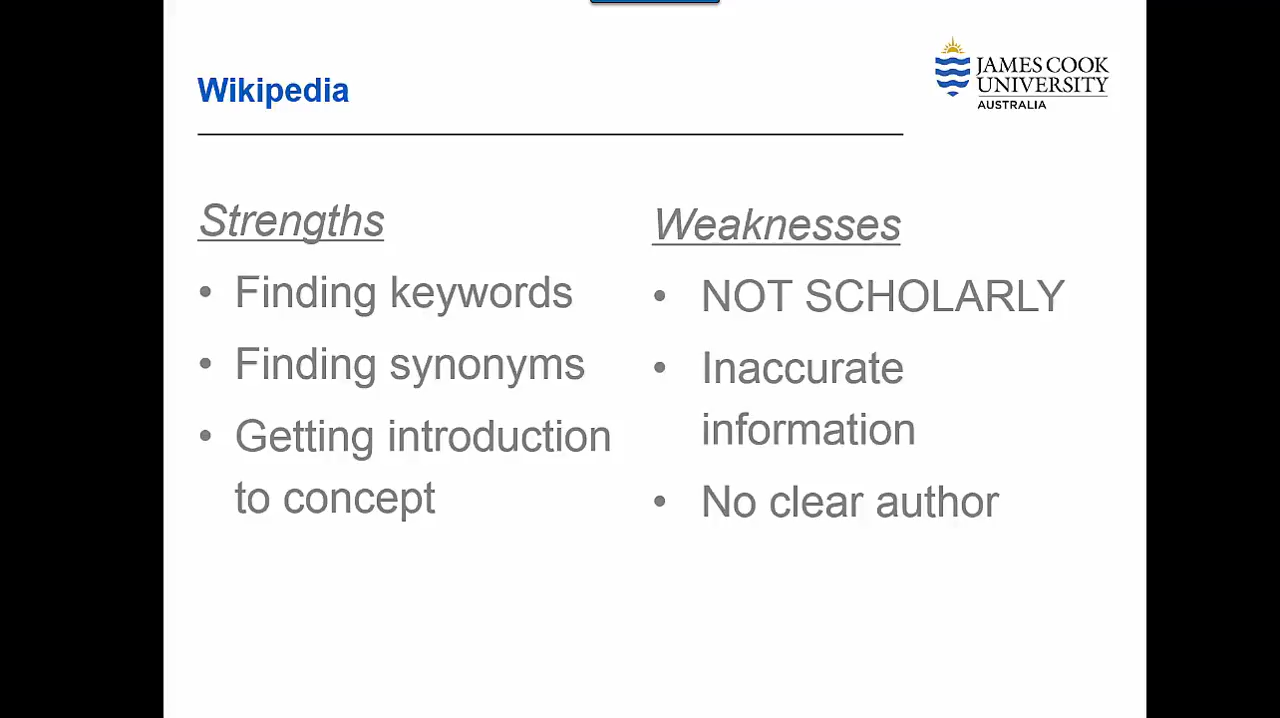 Wikipedia
JAMES COOK
UNIVERSITY
AUSTRALIA
Strengths
• Finding keywords
• Finding synonyms
• Getting introduction
to concept
Weaknesses
• NOT SCHOLARLY
• Inaccurate
information
• No clear author